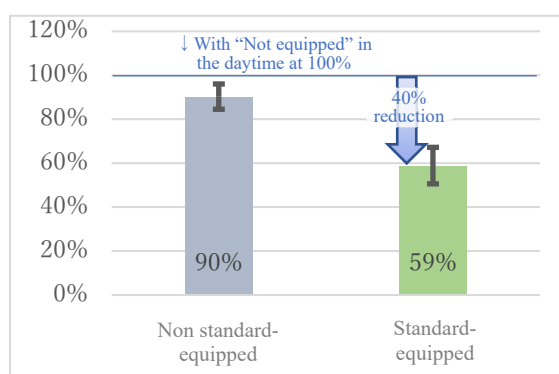 120%
↓ With “Not equipped” in
the daytime at 100%
100%
40%
reduction
80%
60%
40%
20%
0%
90%
59%
Non standard-
equipped
Standard-
equipped